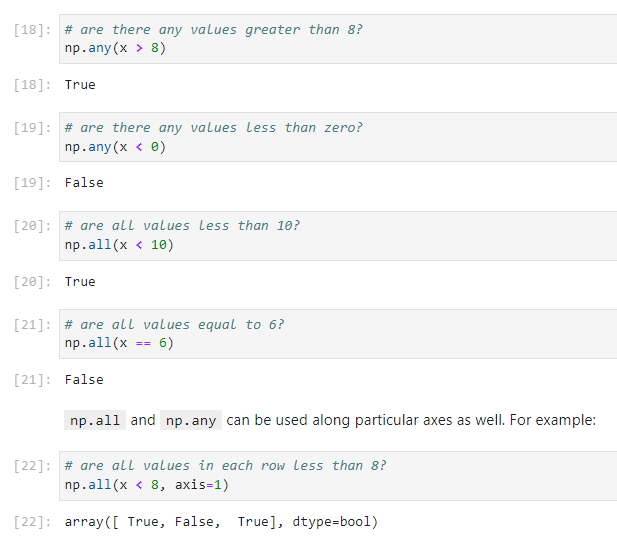 [18]: # are there any values greater than 8?
np.any(x > 8)
[18]: True
[19]: # are there any values less than zero?
np.any(x < 0)
[19]: False
[20]: # are all values less than 10?
np.all(x < 10)
[20]: True
[21]: # are all values equal to 6?
np.all(x == 6)
[21]: False
np.all and np.any can be used along particular axes as well. For example:
[22]: # are all values in each row less than 8?
np.all(x < 8, axis=1)
[22]: array([ True, False,  True], dtype=bool)